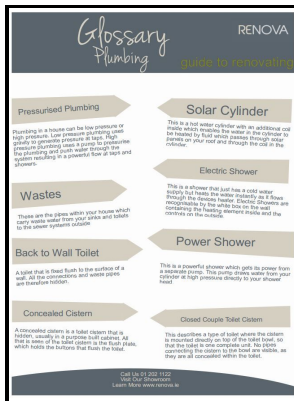 Glossary
Plumbing
RENOVA
guide to renovating
Pressurised Plumbing
Plumbing in a house can be low pressure or
high pressure. Low pressure plumbing uses
gravity to generate pressure at taps. High
pressure plumbing uses a pump to pressurise
the plumbing and push water through the
system resulting in a powerful flow at taps and
showers.
Wastes
These are the pipes within your house which
carry waste water from your sinks and toilets
to the sewer systems outside
Back to Wall Toilet
A toilet that is fixed flush to the surface of a
wall. All the connections and waste pipes
are therefore hidden.
Concealed Cistern
A concealed cistern is a toilet cistern that is
hidden, usually in a purpose built cabinet. All
that is seen of the toilet cistern is the flush plate,
which holds the buttons that flush the toilet.
Solar Cylinder
This is a hot water cylinder with an additional coil
inside which enables the water in the cylinder to
be heated by fluid which passes through solar
panels on your roof and through the coil in the
cylinder.
Electric Shower
This is a shower that just has a cold water
supply but heats the water instantly as it flows
through the devices heater. Electric Showers are
recognisable by the white box on the wall
containing the heating element inside and the
controls on the outside.
Power Shower
This is a powerful shower which gets its power from
a separate pump. This pump draws water from your
cylinder at high pressure directly to your shower
head
Closed Couple Toilet Cistern
This describes a type of toilet where the cistern
is mounted directly on top of the toilet bowl, so
that the toilet is one complete unit. No pipes
connecting the cistern to the bowl are visible, as
they are all concealed within the toilet.
Call Us 01 202 1122
Visit Our Showroom
Learn More www.renova.ie